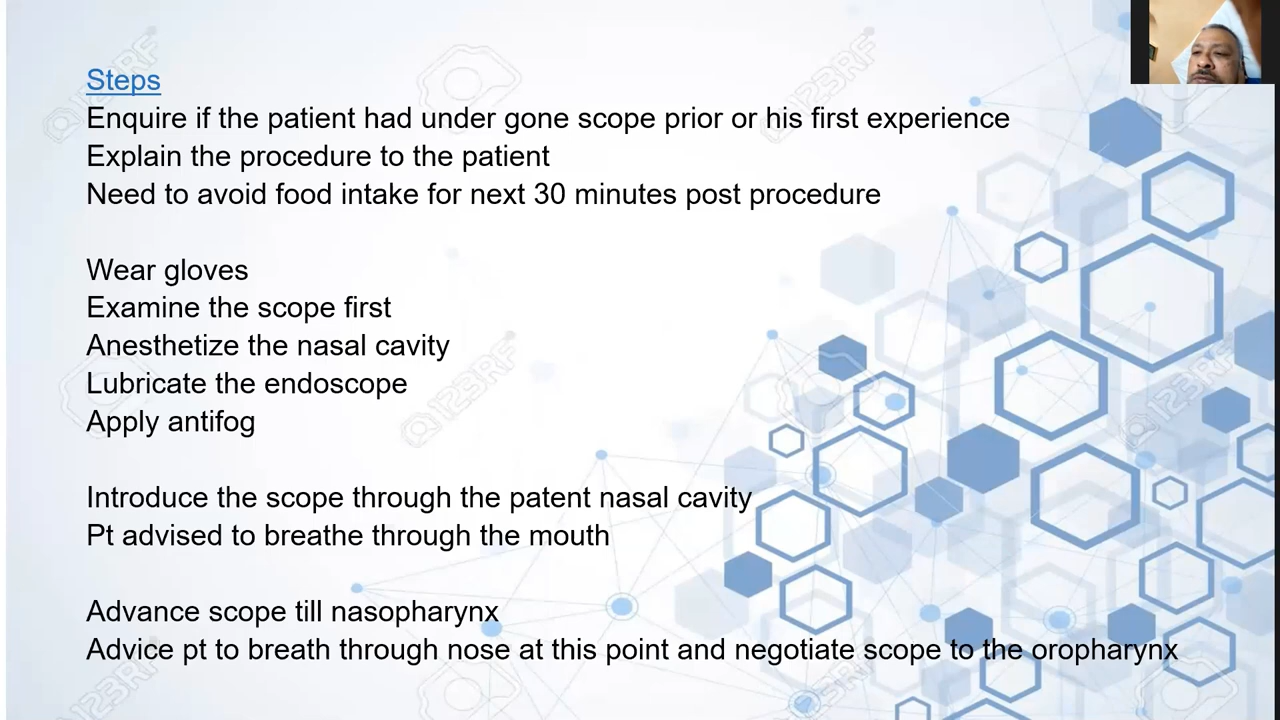 Steps
Enquire if the patient had under gone scope prior or his first experience
Explain the procedure to the patient
Need to avoid food intake for next 30 minutes post procedure
Wear gloves
Examine the scope first
Anesthetize the nasal cavity
Lubricate the endoscope
Apply antifog
Introduce the scope through the patent nasal cavity
Pt advised to breathe through the mouth
Advance scope till nasopharynx
Advice pt to breath through nose at this point and negotiate scope to the oropharynx
123RF
123RF
123RF
123RF